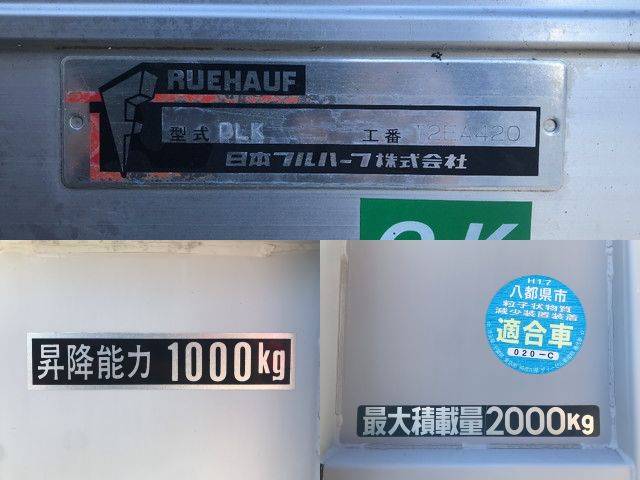 RUEHAUF
型式 DLK 工番 T2EA420
日本フルハーフ株式会社
OK
昇降能力 1000kg
H17
八都県市
粒子状物質
減少装置装着
適合車
020-C
最大積載量2000Kg